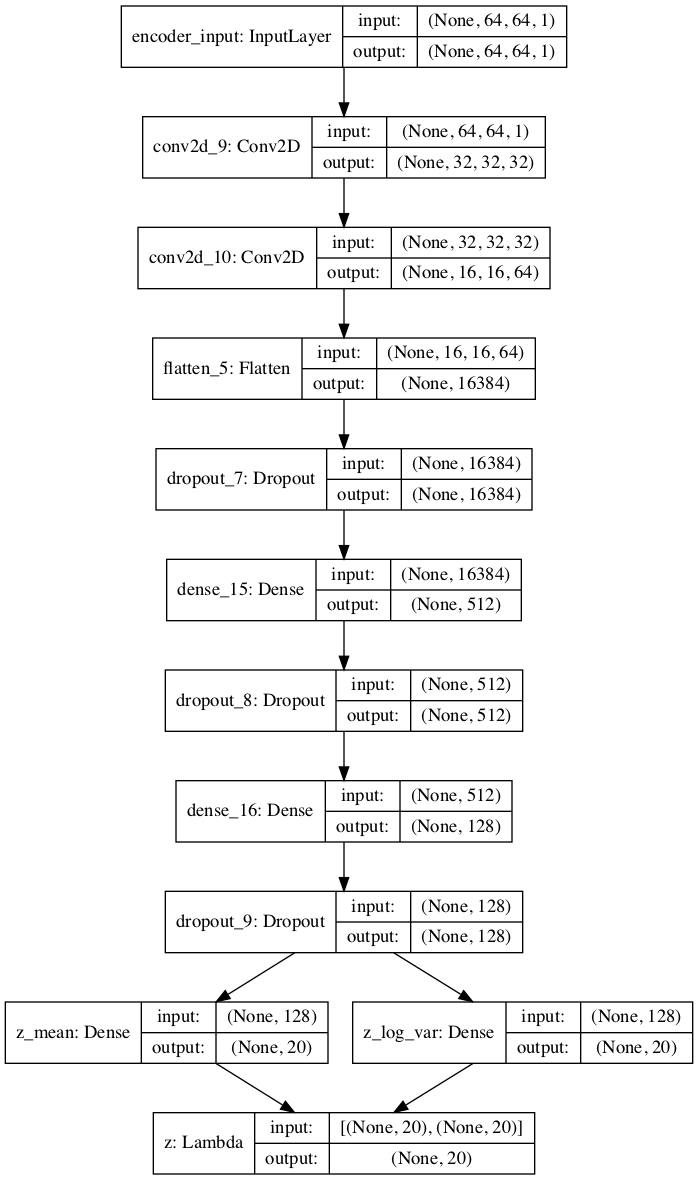 encoder_input: InputLayer
input: (None, 64, 64, 1)
output: (None, 64, 64, 1)
conv2d_9: Conv2D
input: (None, 64, 64, 1)
output: (None, 32, 32, 32)
conv2d_10: Conv2D
input: (None, 32, 32, 32)
output: (None, 16, 16, 64)
flatten_5: Flatten
input: (None, 16, 16, 64)
output: (None, 16384)
dropout_7: Dropout
input: (None, 16384)
output: (None, 16384)
dense_15: Dense
input: (None, 16384)
output: (None, 512)
dropout_8: Dropout
input: (None, 512)
output: (None, 512)
dense_16: Dense
input: (None, 512)
output: (None, 128)
dropout_9: Dropout
input: (None, 128)
output: (None, 128)
z_mean: Dense
input: (None, 128)
output: (None, 20)
z_log_var: Dense
input: (None, 128)
output: (None, 20)
z: Lambda
input: [(None, 20), (None, 20)]
output: (None, 20)